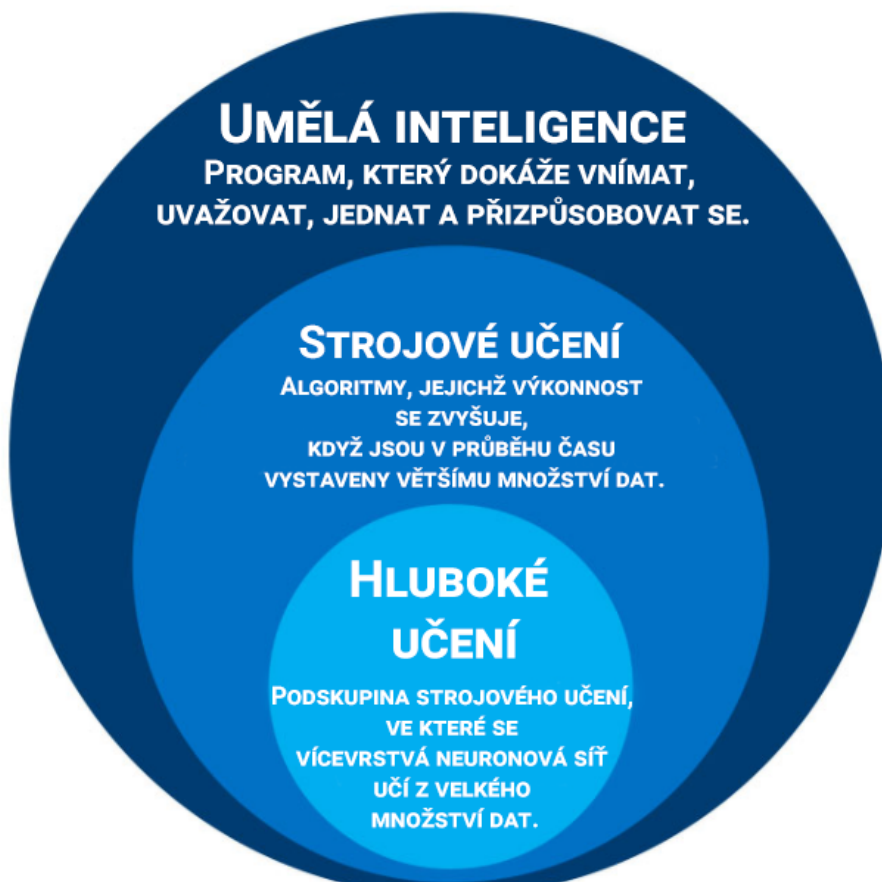 Umělá inteligence
Program, který dokáže vnímat,
uvažovat, jednat a přizpůsobovat se.
Strojové učení
Algoritmy, jejichž výkonnost
se zvyšuje,
když jsou v průběhu času
vystaveny většímu množství dat.
Hluboké
učení
Podskupina strojového učení,
ve které se
vícevrstvá neuronová síť
učí z velkého
množství dat.